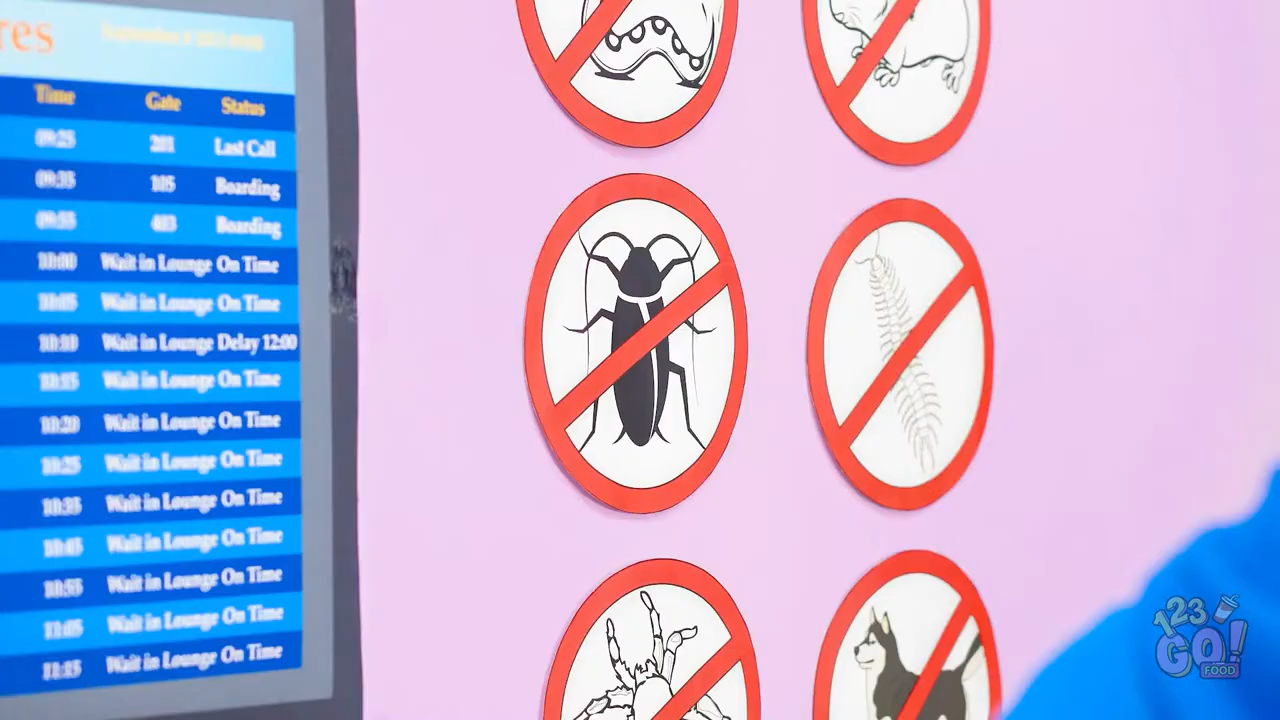 res
Time Gate Status
09:25 201 Last Call
09:35 105 Boarding
09:55 403 Boarding
10:00 Wait in Lounge On Time
10:05 Wait in Lounge On Time
10:10 Wait in Lounge Delay 12:00
10:15 Wait in Lounge On Time
10:20 Wait in Lounge On Time
10:25 Wait in Lounge On Time
10:35 Wait in Lounge On Time
10:45 Wait in Lounge On Time
10:55 Wait in Lounge On Time
11:05 Wait in Lounge On Time
11:15 Wait in Lounge On Time
123
GO!
FOOD